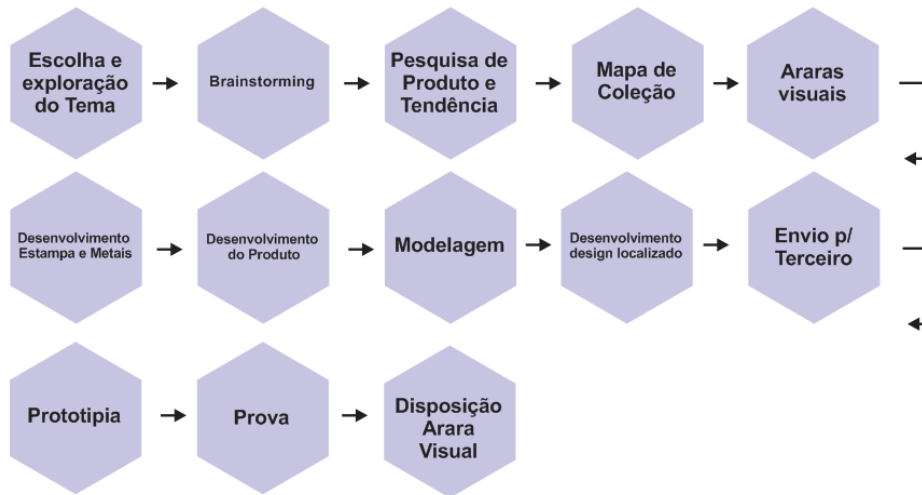 Escolha e
exploração
do Tema
Brainstorming
Pesquisa de
Produto e
Tendência
Mapa de
Coleção
Araras
visuais
Desenvolvimento
Estampa e Metais
Desenvolvimento
do Produto
Modelagem
Desenvolvimento
design localizado
Envio p/
Terceiro
Prototipia
Prova
Disposição
Arara
Visual